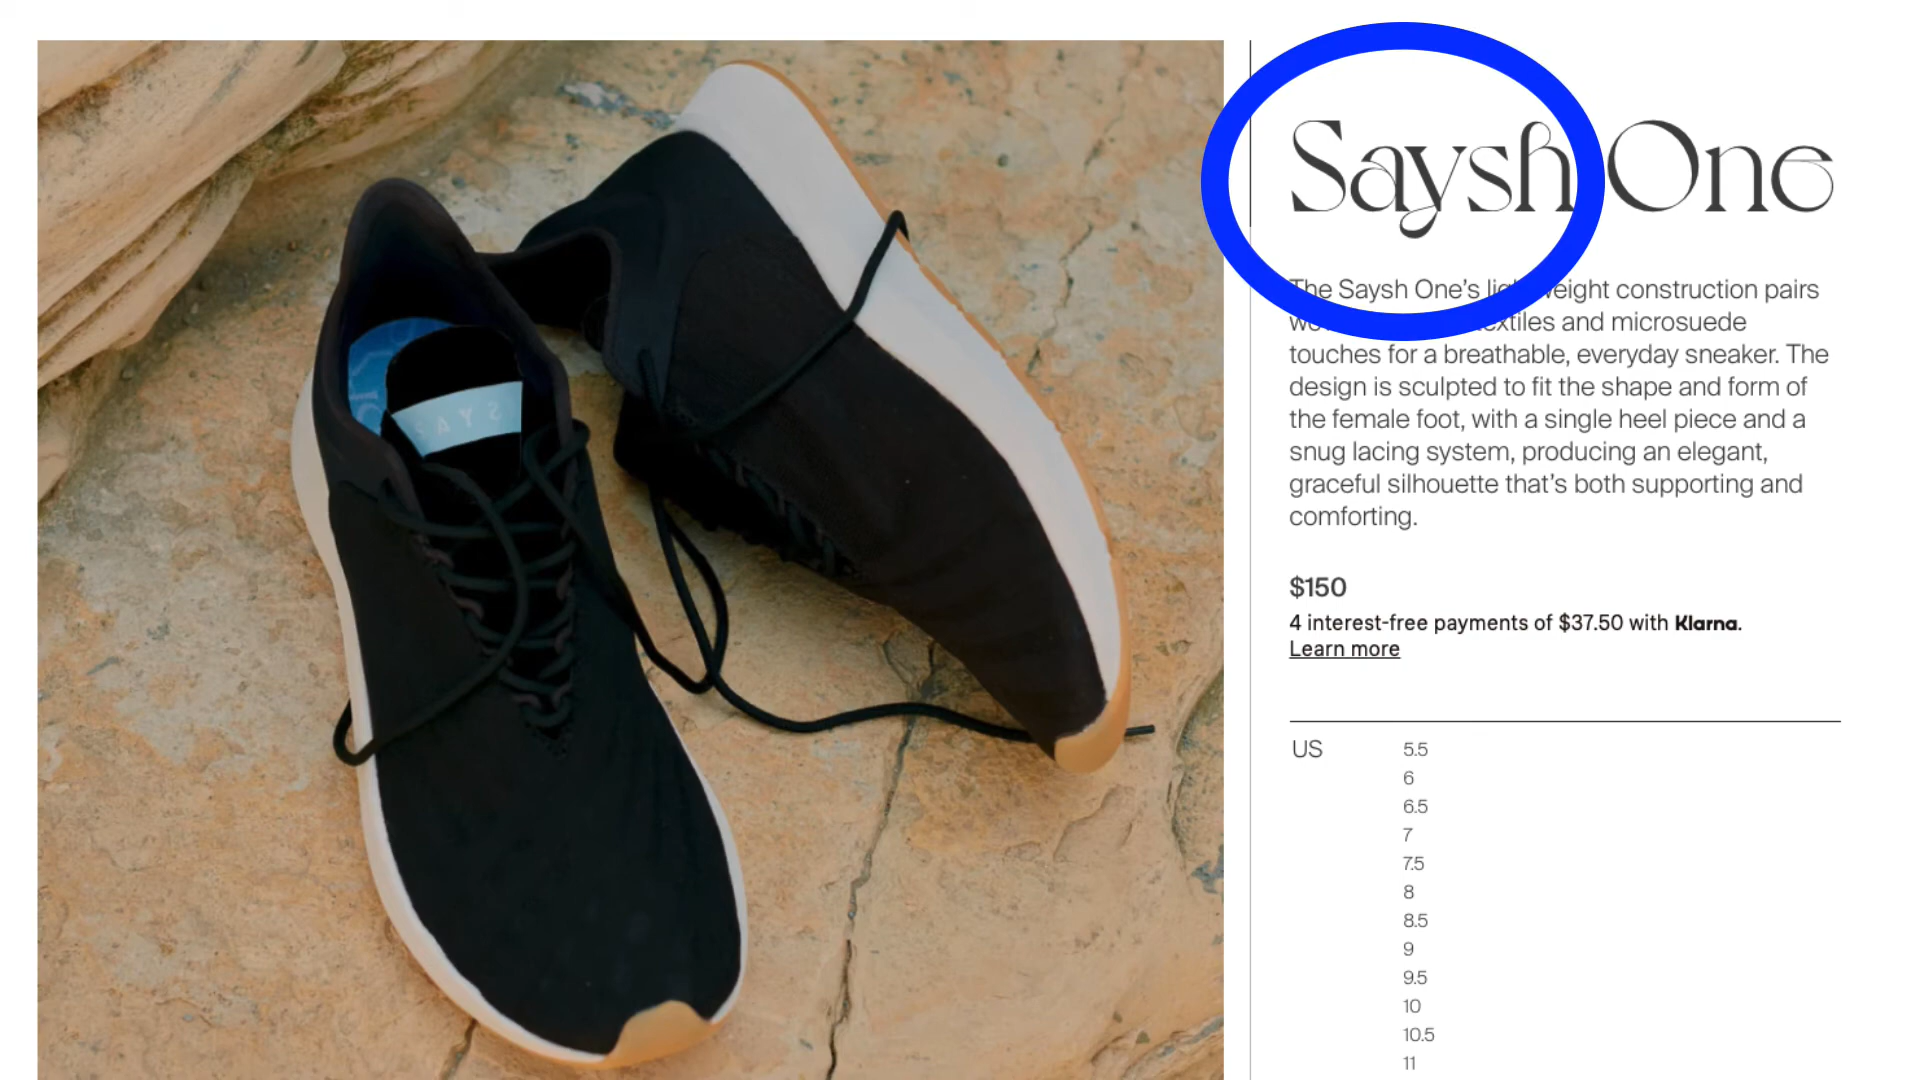 Saysh One
The Saysh One's eight construction pairs
textiles and microsuede
touches for a breathable, everyday sneaker. The
design is sculpted to fit the shape and form of
the female foot, with a single heel piece and a
snug lacing system, producing an elegant,
graceful silhouette that's both supporting and
comforting.
$150
4 interest-free payments of $37.50 with Klarna.
Learn more
US
5.5
6
6.5
7
7.5
8
8.5
9
9.5
10
10.5
11